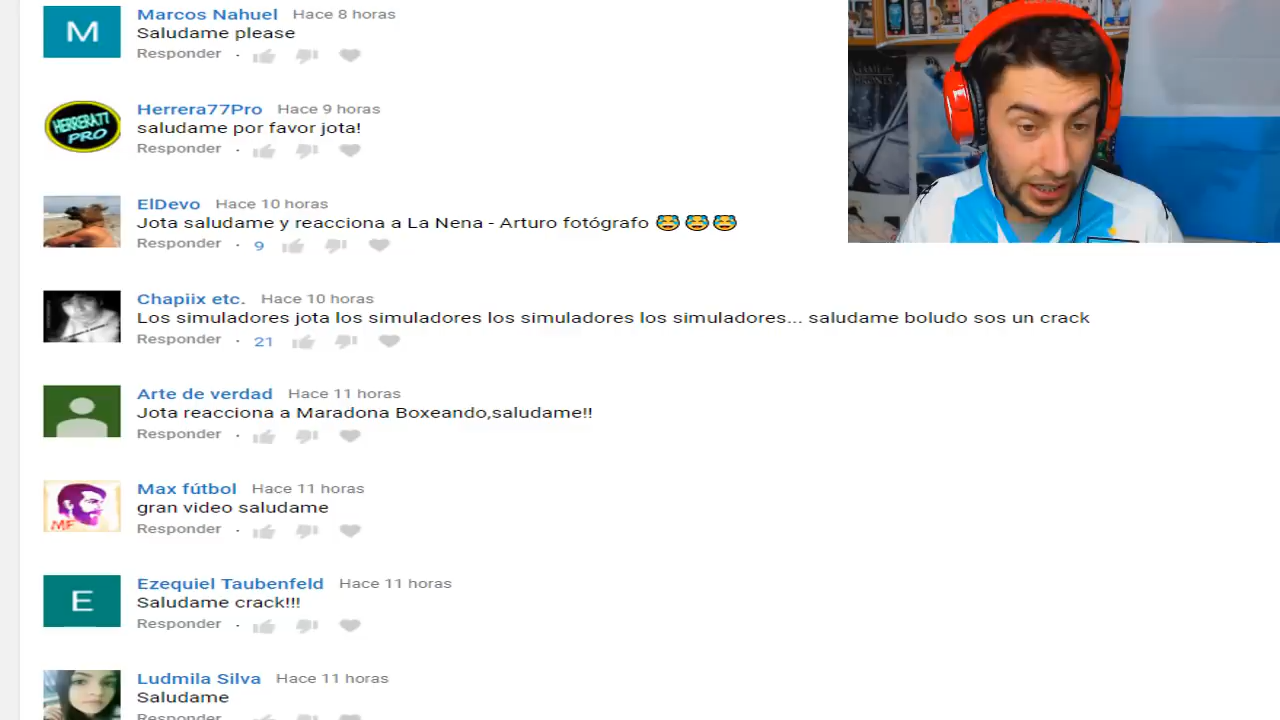 M
Marcos Nahuel Hace 8 horas
Saludame please
Responder ·
HERRERA77
PRO
Herrera77Pro Hace 9 horas
saludame por favor jota!
Responder ·
ElDevo Hace 10 horas
Jota saludame y reacciona a La Nena - Arturo fotógrafo 😂😂😂
Responder · 9
Chapiix etc. Hace 10 horas
Los simuladores jota los simuladores los simuladores los simuladores... saludame boludo sos un crack
Responder · 21
Arte de verdad Hace 11 horas
Jota reacciona a Maradona Boxeando,saludame!!
Responder ·
MF
Max fútbol Hace 11 horas
gran video saludame
Responder ·
E
Ezequiel Taubenfeld Hace 11 horas
Saludame crack!!!
Responder ·
Ludmila Silva Hace 11 horas
Saludame
Responder